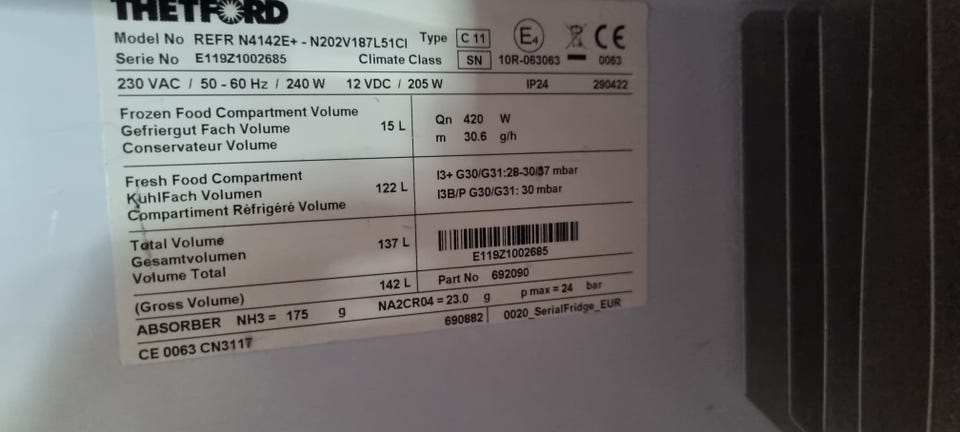 THETFORD
Model No REFR N4142E+ - N202V187L51CI Type C 11 E4 CE
Serie No E119Z1002685 Climate Class SN 10R-063063 0063
230 VAC / 50 - 60 Hz / 240 W 12 VDC / 205 W IP24 290422
Frozen Food Compartment Volume
Gefriergut Fach Volume 15 L Qn 420 W
Conservateur Volume m 30.6 g/h
Fresh Food Compartment I3+ G30/G31:28-30/37 mbar
KühlFach Volumen 122 L I3B/P G30/G31: 30 mbar
Compartiment Réfrigéré Volume
Total Volume
Gesamtvolumen 137 L
Volume Total E119Z1002685
(Gross Volume) 142 L Part No 692090
ABSORBER NH3 = 175 g NA2CR04 = 23.0 g p max = 24 bar
CE 0063 CN3117 690882 0020_SerialFridge_EUR